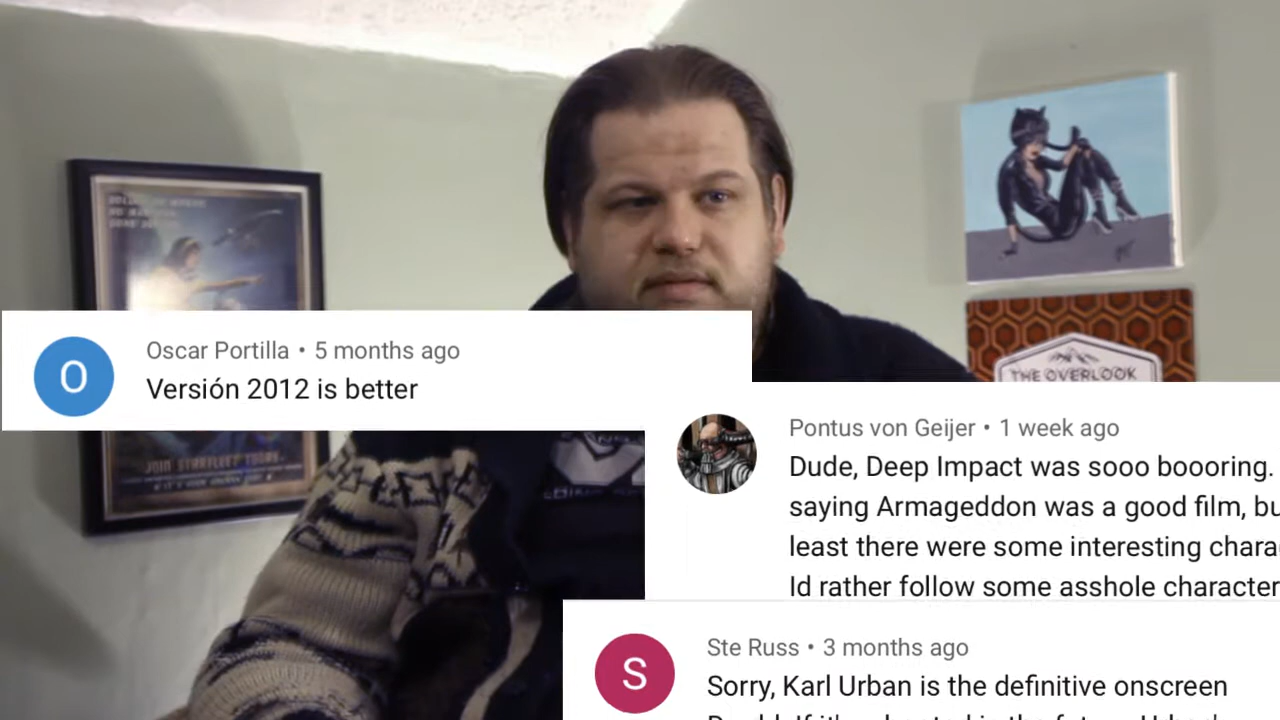 JOIN STARFLEET TODAY.
O
Oscar Portilla • 5 months ago
Versión 2012 is better
THE OVERLOOK
Pontus von Geijer • 1 week ago
Dude, Deep Impact was sooo boooring.
saying Armageddon was a good film, bu
least there were some interesting chara
Id rather follow some asshole character
S
Ste Russ • 3 months ago
Sorry, Karl Urban is the definitive onscreen